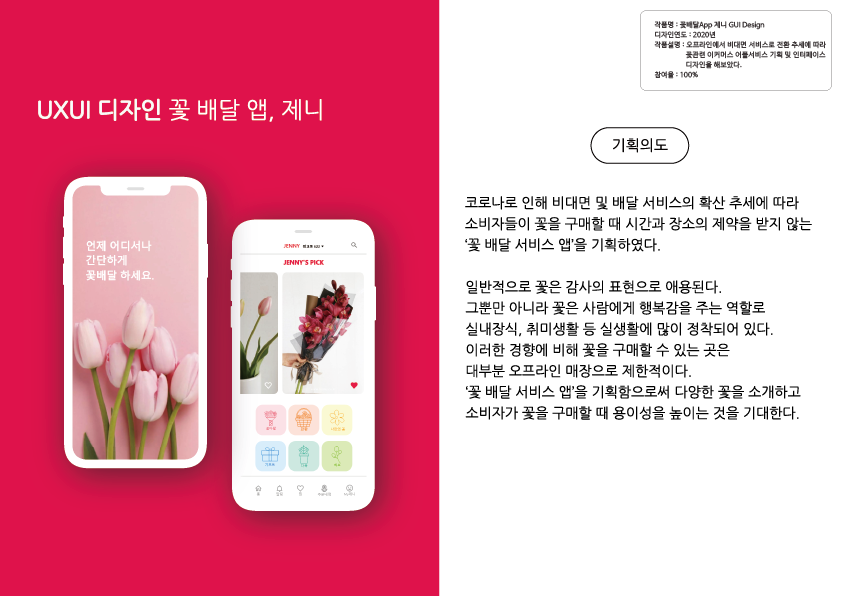 작품명 : 꽃배달App 제니 GUI Design
디자인연도 : 2020년
작품설명 : 오프라인에서 비대면 서비스로 전환 추세에 따라
꽃관련 이커머스 어플서비스 기획 및 인터페이스
디자인을 해보았다.
참여율 : 100%
UXUI 디자인 꽃 배달 앱, 제니
언제 어디서나
간단하게
꽃배달 하세요.
JENNY
JENNY'S PICK
기획의도
코로나로 인해 비대면 및 배달 서비스의 확산 추세에 따라
소비자들이 꽃을 구매할 때 시간과 장소의 제약을 받지 않는
‘꽃 배달 서비스 앱’을 기획하였다.
일반적으로 꽃은 감사의 표현으로 애용된다.
그뿐만 아니라 꽃은 사람에게 행복감을 주는 역할로
실내장식, 취미생활 등 실생활에 많이 정착되어 있다.
이러한 경향에 비해 꽃을 구매할 수 있는 곳은
대부분 오프라인 매장으로 제한적이다.
‘꽃 배달 서비스 앱’을 기획함으로써 다양한 꽃을 소개하고
소비자가 꽃을 구매할 때 용이성을 높이는 것을 기대한다.